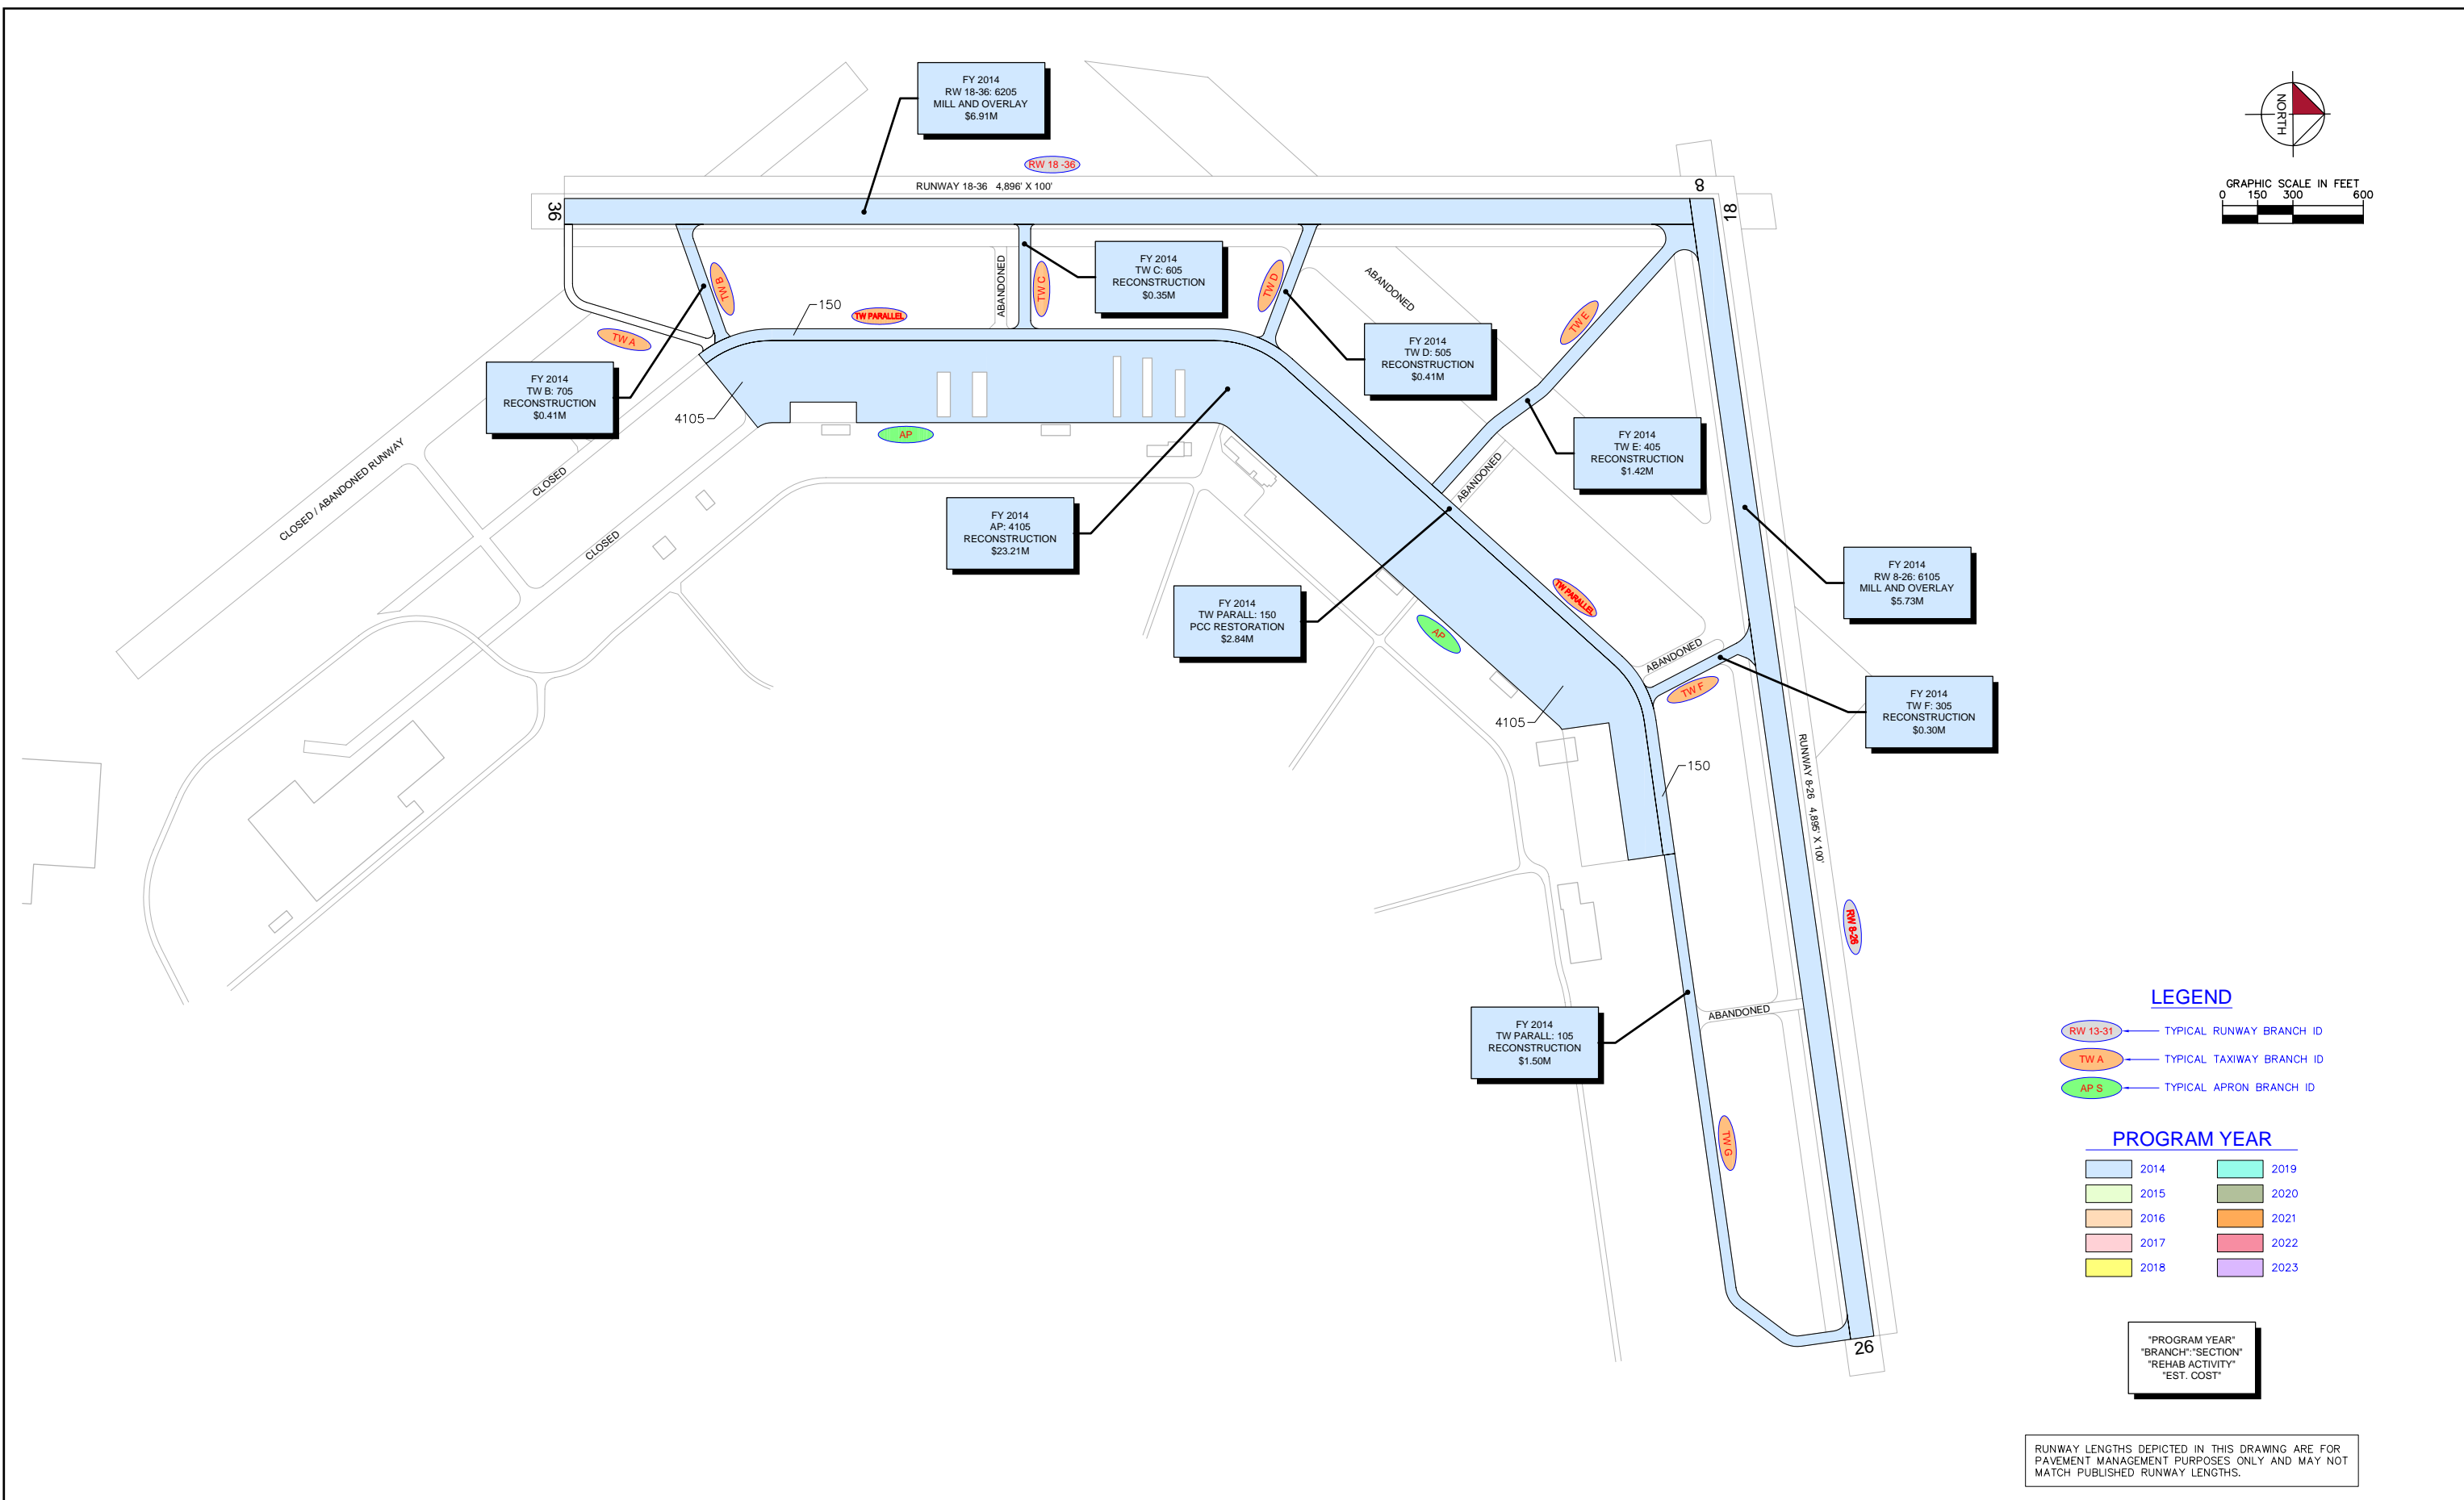 FY 2014
RW 18-36: 6205
MILL AND OVERLAY
$6.91M
NORTH
GRAPHIC SCALE IN FEET
0 150 300 600
RW 18 -36
RUNWAY 18-36 4,896' X 100'
36
8
18
FY 2014
TW C: 605
RECONSTRUCTION
$0.35M
ABANDONED
TW B
TW C
TW D
ABANDONED
TW E
150
TW PARALLEL
TW A
FY 2014
TW D: 505
RECONSTRUCTION
$0.41M
FY 2014
TW B: 705
RECONSTRUCTION
$0.41M
4105
AP
FY 2014
TW E: 405
RECONSTRUCTION
$1.42M
CLOSED / ABANDONED RUNWAY
CLOSED
CLOSED
ABANDONED
FY 2014
AP: 4105
RECONSTRUCTION
$23.21M
FY 2014
RW 8-26: 6105
MILL AND OVERLAY
$5.73M
FY 2014
TW PARALL: 150
PCC RESTORATION
$2.84M
TW PARALLEL
AP
ABANDONED
TW F
FY 2014
TW F: 305
RECONSTRUCTION
$0.30M
4105
150
RUNWAY 8-26 4,895' X 100'
RW 8-26
FY 2014
TW PARALL: 105
RECONSTRUCTION
$1.50M
ABANDONED
TW G
26
LEGEND
RW 13-31 TYPICAL RUNWAY BRANCH ID
TW A TYPICAL TAXIWAY BRANCH ID
AP S TYPICAL APRON BRANCH ID
PROGRAM YEAR
2014 2019
2015 2020
2016 2021
2017 2022
2018 2023
"PROGRAM YEAR"
"BRANCH":"SECTION"
"REHAB ACTIVITY"
"EST. COST"
RUNWAY LENGTHS DEPICTED IN THIS DRAWING ARE FOR
PAVEMENT MANAGEMENT PURPOSES ONLY AND MAY NOT
MATCH PUBLISHED RUNWAY LENGTHS.